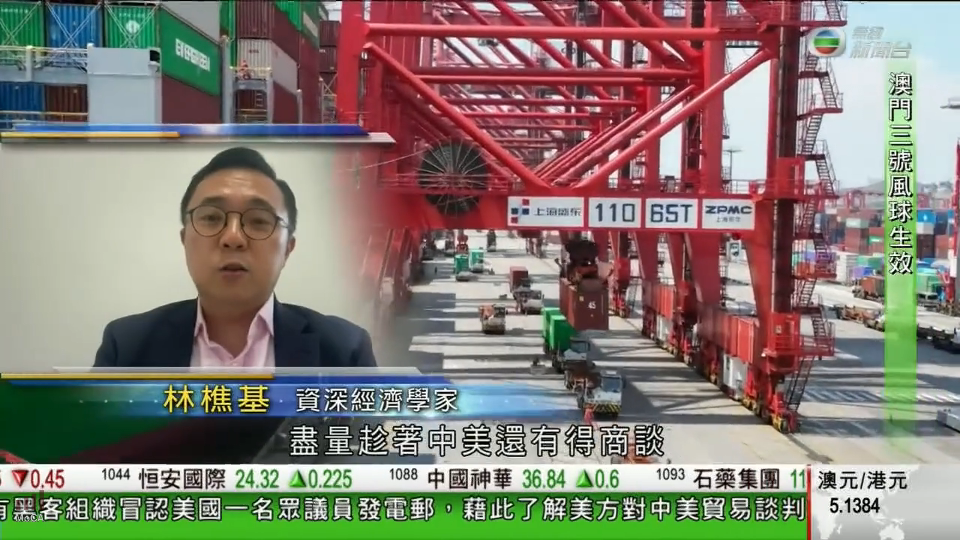 EVERGREEN
無綫新聞台
澳門三號風球生效
上海尚东
110
65T
ZPMC
45
林樵基 資深經濟學家
盡量趁著中美還有得商談
▼0.45 1044 恒安國際 24.32 ▲0.225 1088 中國神華 36.84 ▲0.6 1093 石藥集團 11
澳元/港元
5.1384
有黑客組織冒認美國一名眾議員發電郵，藉此了解美方對中美貿易談判